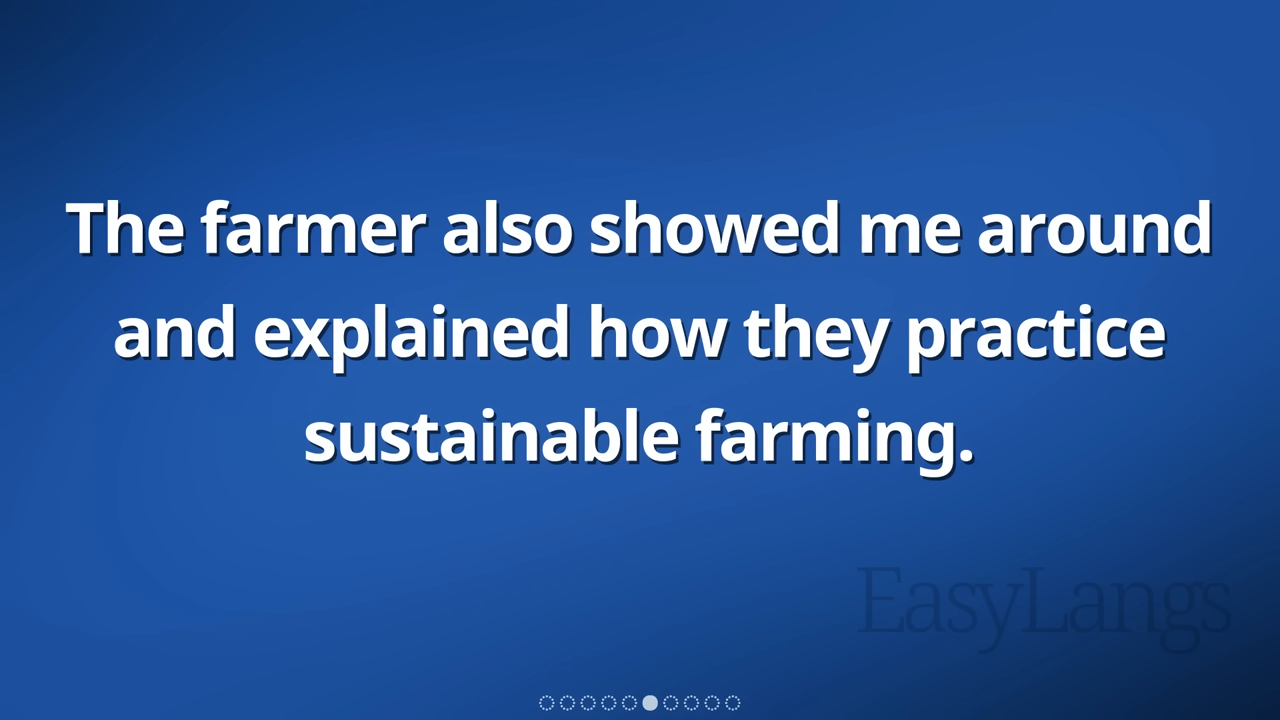 The farmer also showed me around
and explained how they practice
sustainable farming.
EasyLangs